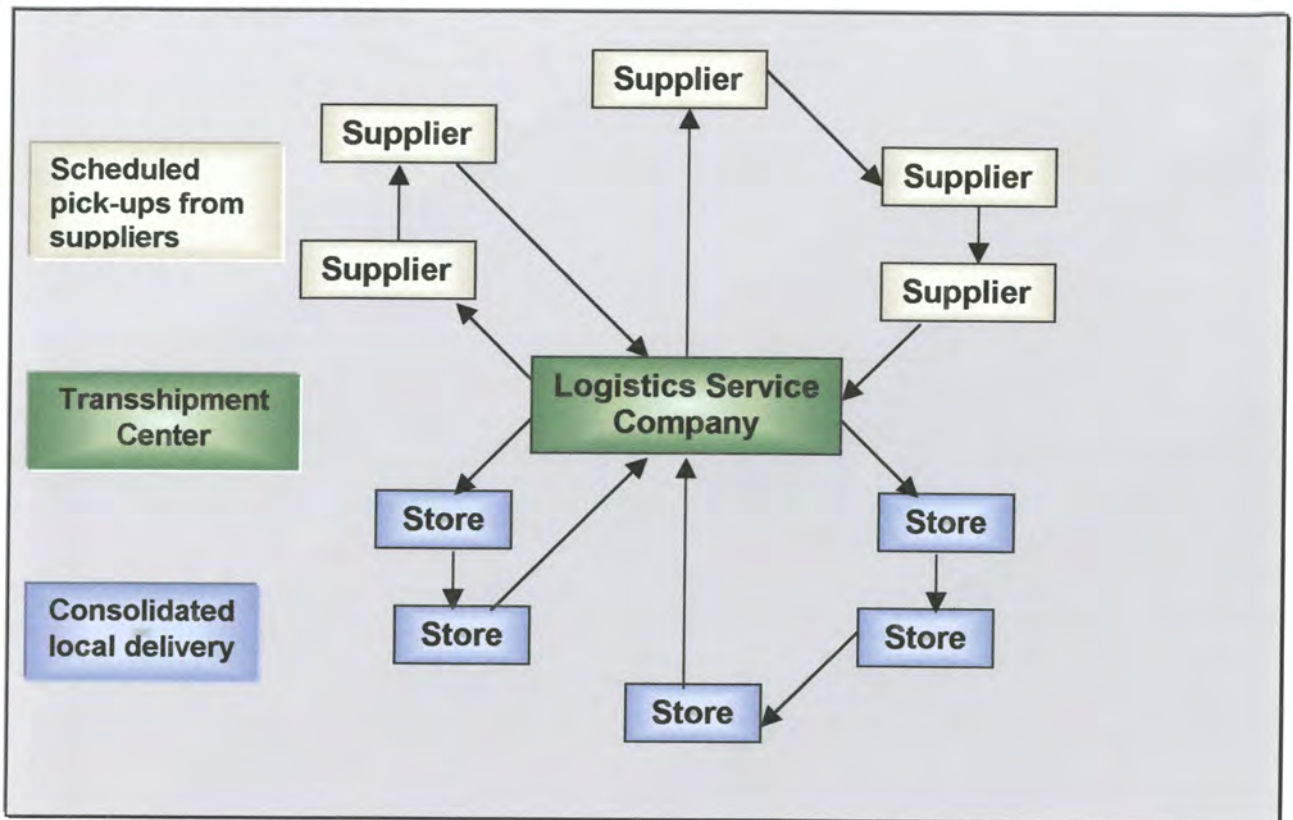 Supplier
Supplier
Scheduled
pick-ups from
suppliers
Supplier
Supplier
Supplier
Logistics Service
Company
Transshipment
Center
Store
Store
Consolidated
local delivery
Store
Store
Store